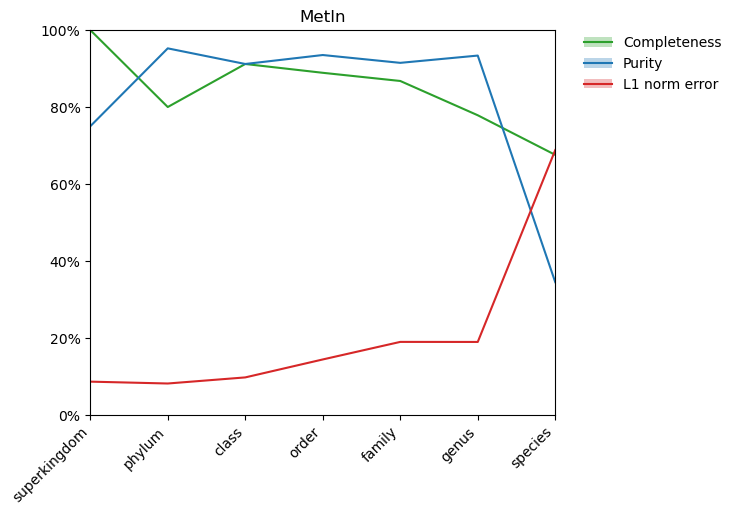 MetIn
100%
80%
60%
40%
20%
0%
superkingdom
phylum
class
order
family
genus
species
Completeness
Purity
L1 norm error